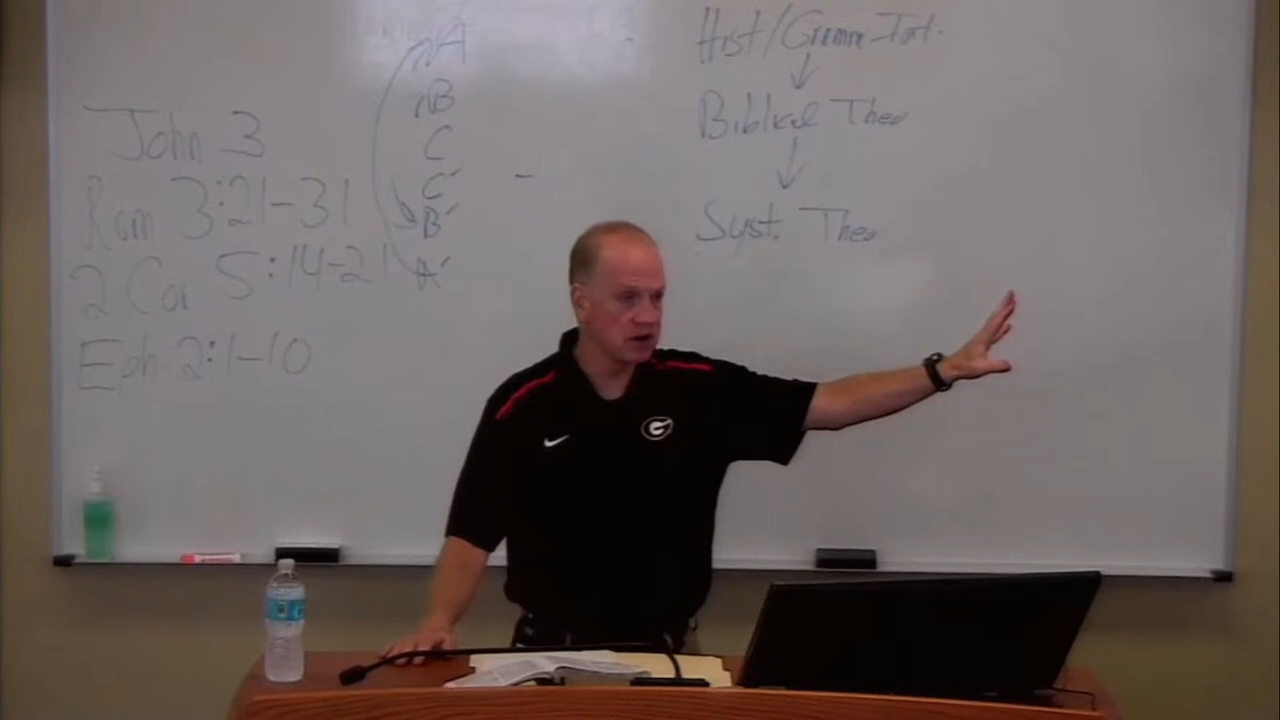 John 3
Rom 3:21-31
2 Cor 5:14-21
Eph 2:1-10
A
B
C
C'
B'
A'
Hist/Gramm-Int.
↓
Biblical Theo
↓
Syst. Theo
G